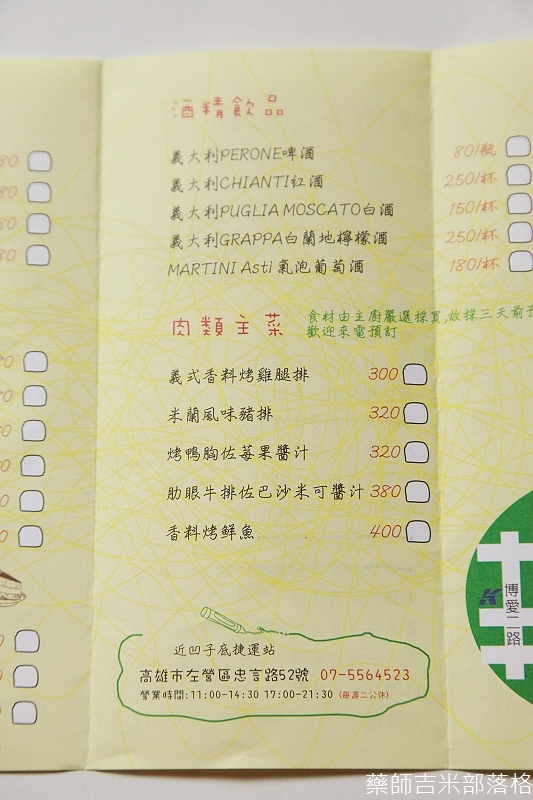 酒精飲品
義大利PERONE啤酒 80/瓶
義大利CHIANTI紅酒 250/杯
義大利PUGLIA MOSCATO白酒 150/杯
義大利GRAPPA白蘭地檸檬酒 250/杯
MARTINI Asti 氣泡葡萄酒 180/杯
肉類主菜
食材由主廚嚴選採買,故採三天前預
歡迎來電預訂
義式香料烤雞腿排 300
米蘭風味豬排 320
烤鴨胸佐莓果醬汁 320
肋眼牛排佐巴沙米可醬汁 380
香料烤鮮魚 400
近凹子底捷運站
高雄市左營區忠言路52號 07-5564523
營業時間:11:00-14:30 17:00-21:30 (每週二公休)
博愛二路
藥師吉米部落格